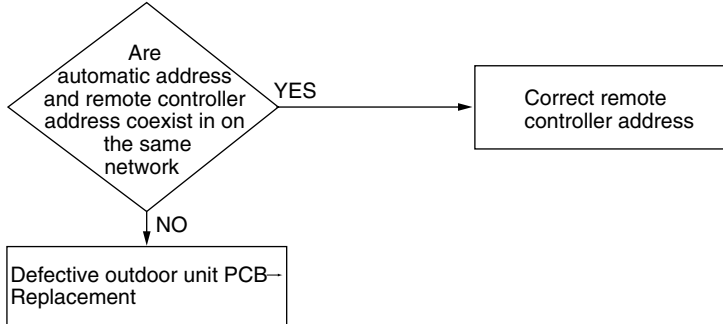 Are
automatic address
and remote controller
address coexist in on
the same
network
YES
Correct remote
controller address
NO
Defective outdoor unit PCB→
Replacement